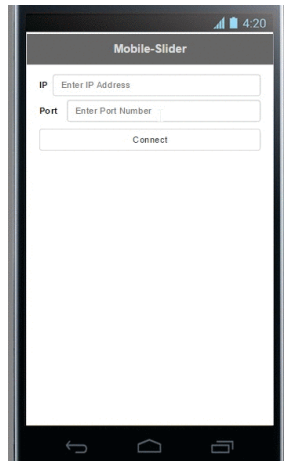 4:20
Mobile-Slider
IP Enter IP Address
Port Enter Port Number
Connect